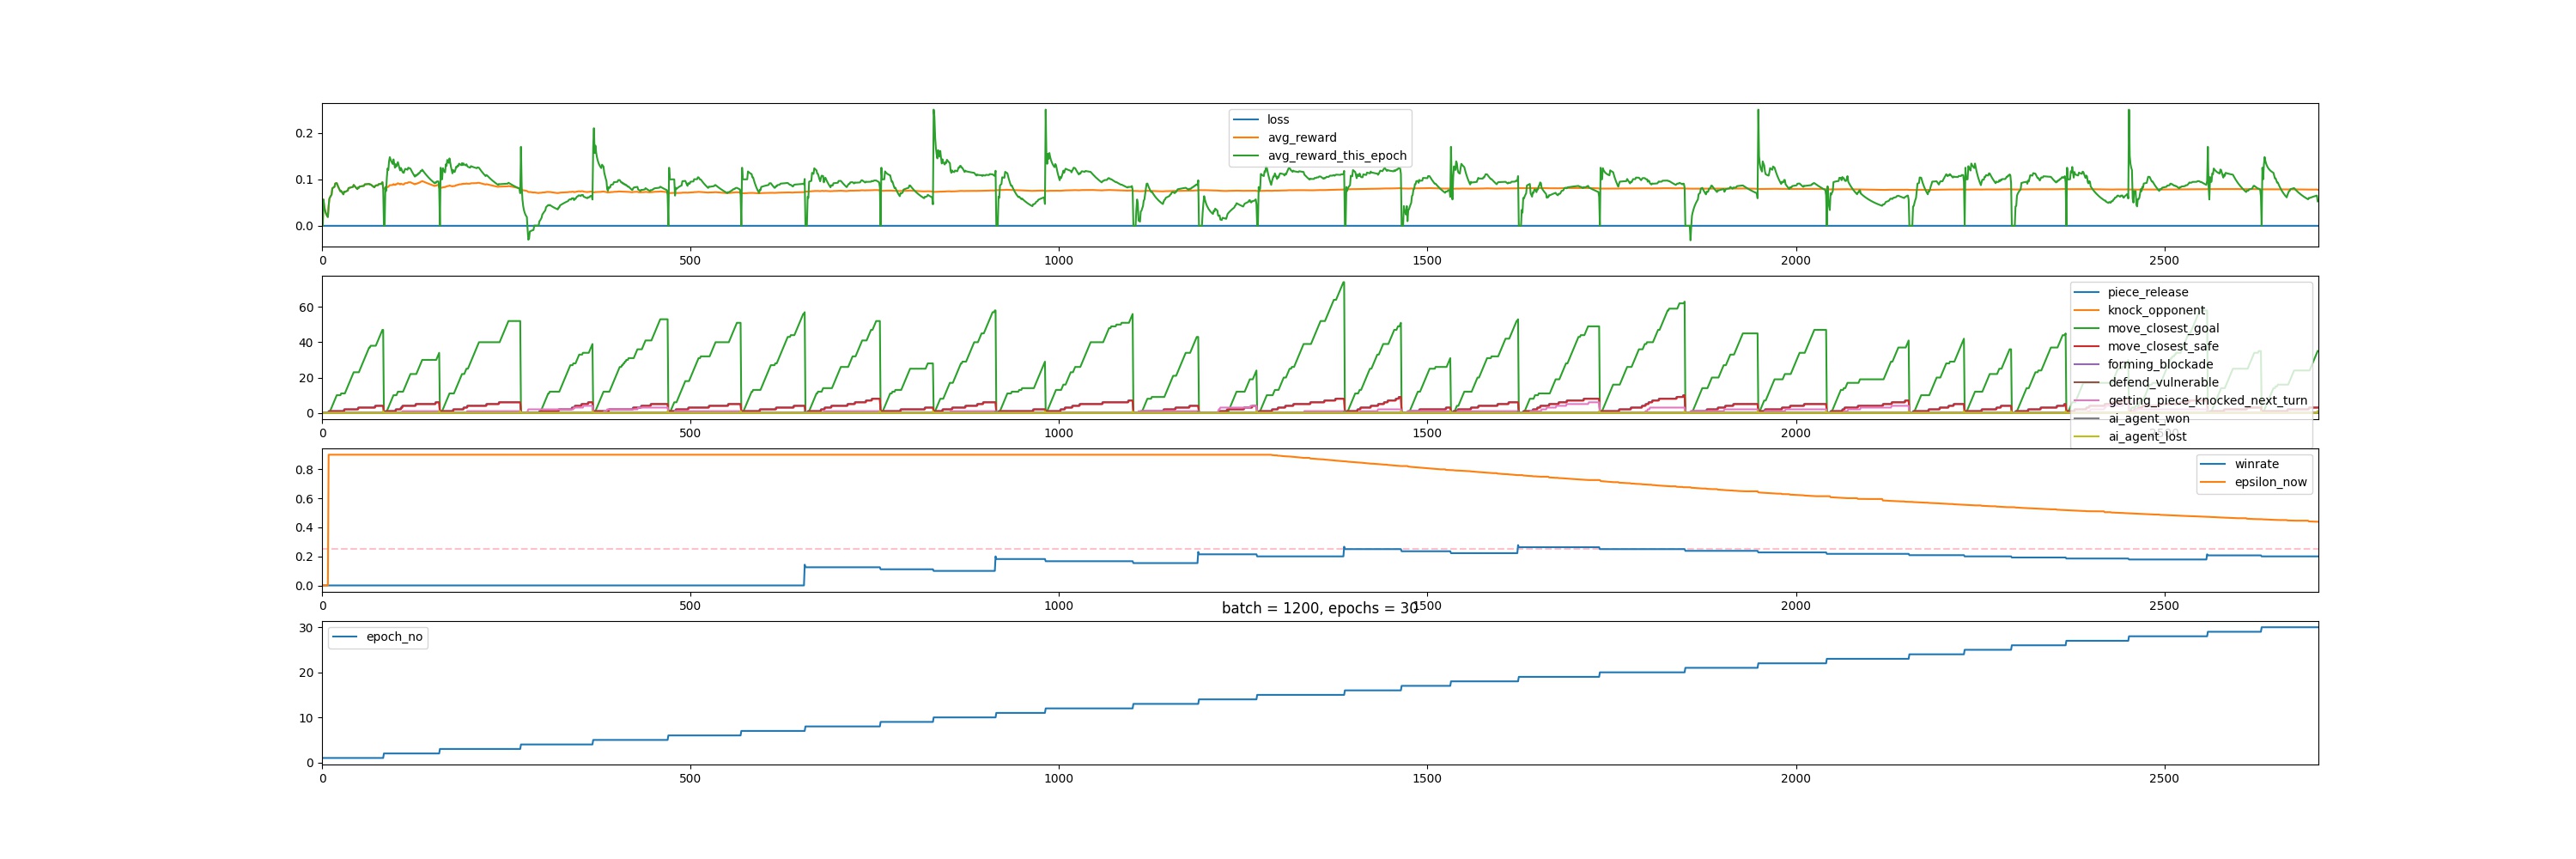 loss
avg_reward
avg_reward_this_epoch
0.2
0.1
0.0
0 500 1000 1500 2000 2500
piece_release
knock_opponent
move_closest_goal
move_closest_safe
forming_blockade
defend_vulnerable
getting_piece_knocked_next_turn
ai_agent_won
ai_agent_lost
60
40
20
0
0 500 1000 1500 2000 2500
winrate
epsilon_now
0.8
0.6
0.4
0.2
0.0
0 500 1000 1500 2000 2500
batch = 1200, epochs = 30
epoch_no
30
20
10
0
0 500 1000 1500 2000 2500